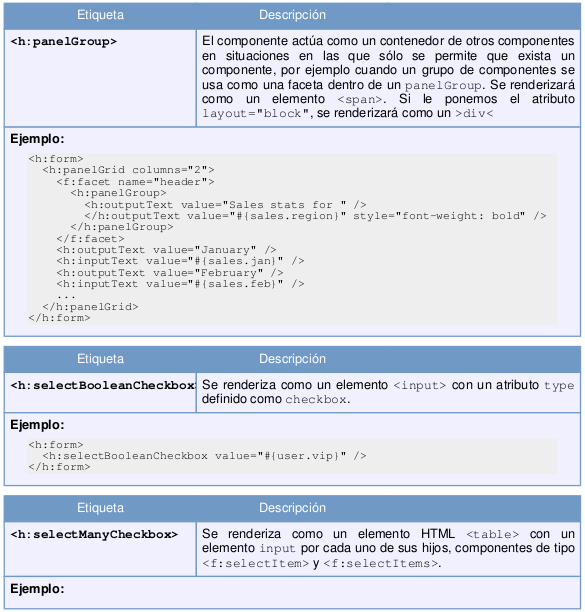 Etiqueta Descripción
<h:panelGroup> El componente actúa como un contenedor de otros componentes
en situaciones en las que sólo se permite que exista un
componente, por ejemplo cuando un grupo de componentes se
usa como una faceta dentro de un panelGroup. Se renderizará
como un elemento <span>. Si le ponemos el atributo
layout="block", se renderizará como un >div<
Ejemplo:
<h:form>
<h:panelGrid columns="2">
<f:facet name="header">
<h:panelGroup>
<h:outputText value="Sales stats for " />
</h:outputText value="#{sales.region}" style="font-weight: bold" />
</h:panelGroup>
</f:facet>
<h:outputText value="January" />
<h:inputText value="#{sales.jan}" />
<h:outputText value="February" />
<h:inputText value="#{sales.feb}" />
...
</h:panelGrid>
</h:form>
Etiqueta Descripción
<h:selectBooleanCheckbox Se renderiza como un elemento <input> con un atributo type
definido como checkbox.
Ejemplo:
<h:form>
<h:selectBooleanCheckbox value="#{user.vip}" />
</h:form>
Etiqueta Descripción
<h:selectManyCheckbox> Se renderiza como un elemento HTML <table> con un
elemento input por cada uno de sus hijos, componentes de tipo
<f:selectItem> y <f:selectItems>.
Ejemplo: